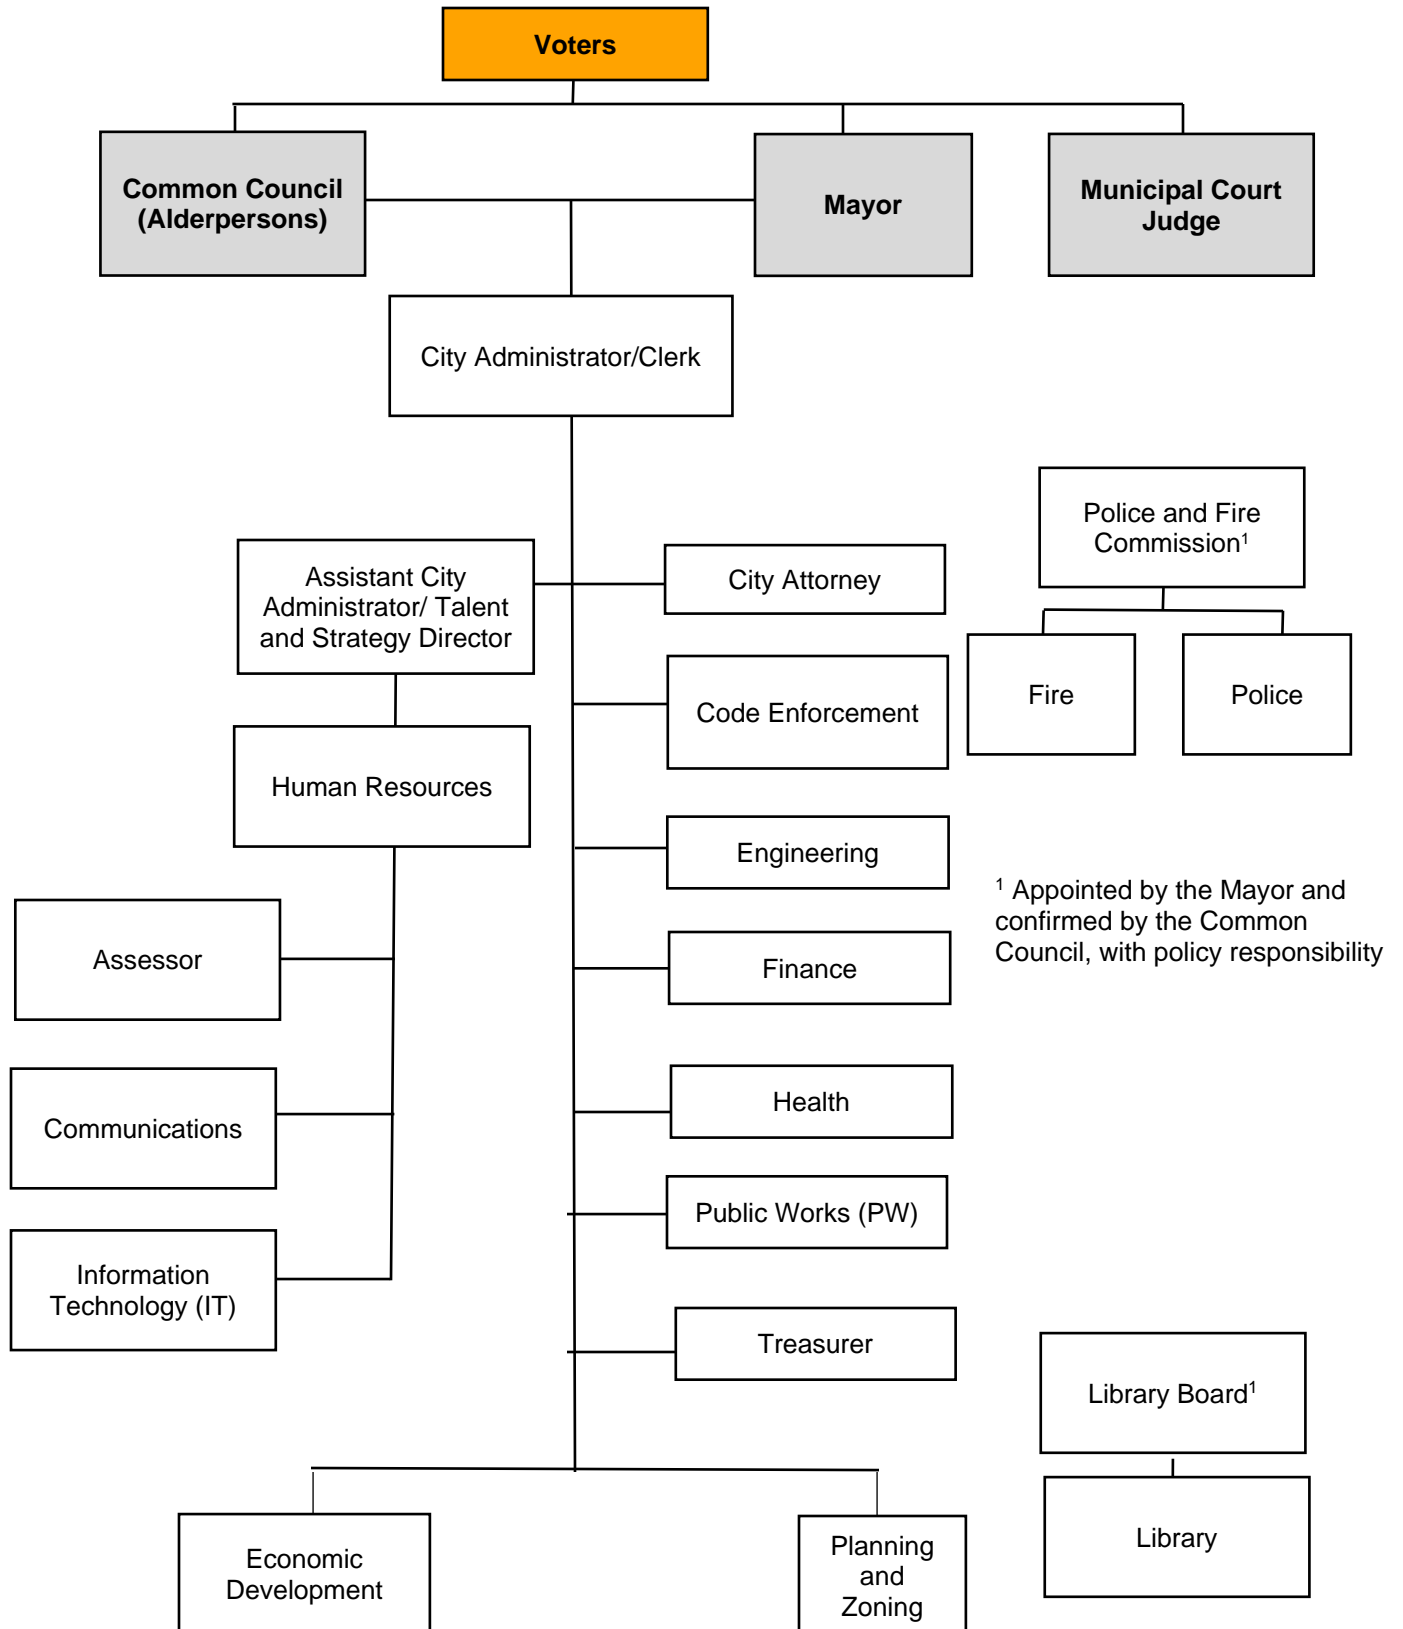 Voters
Common Council
(Alderpersons)
Mayor
Municipal Court
Judge
City Administrator/Clerk
Police and Fire
Commission¹
Assistant City
Administrator/ Talent
and Strategy Director
City Attorney
Fire
Police
Code Enforcement
Human Resources
Engineering
¹ Appointed by the Mayor and
confirmed by the Common
Council, with policy responsibility
Assessor
Finance
Communications
Health
Public Works (PW)
Information
Technology (IT)
Treasurer
Library Board¹
Library
Economic
Development
Planning
and
Zoning